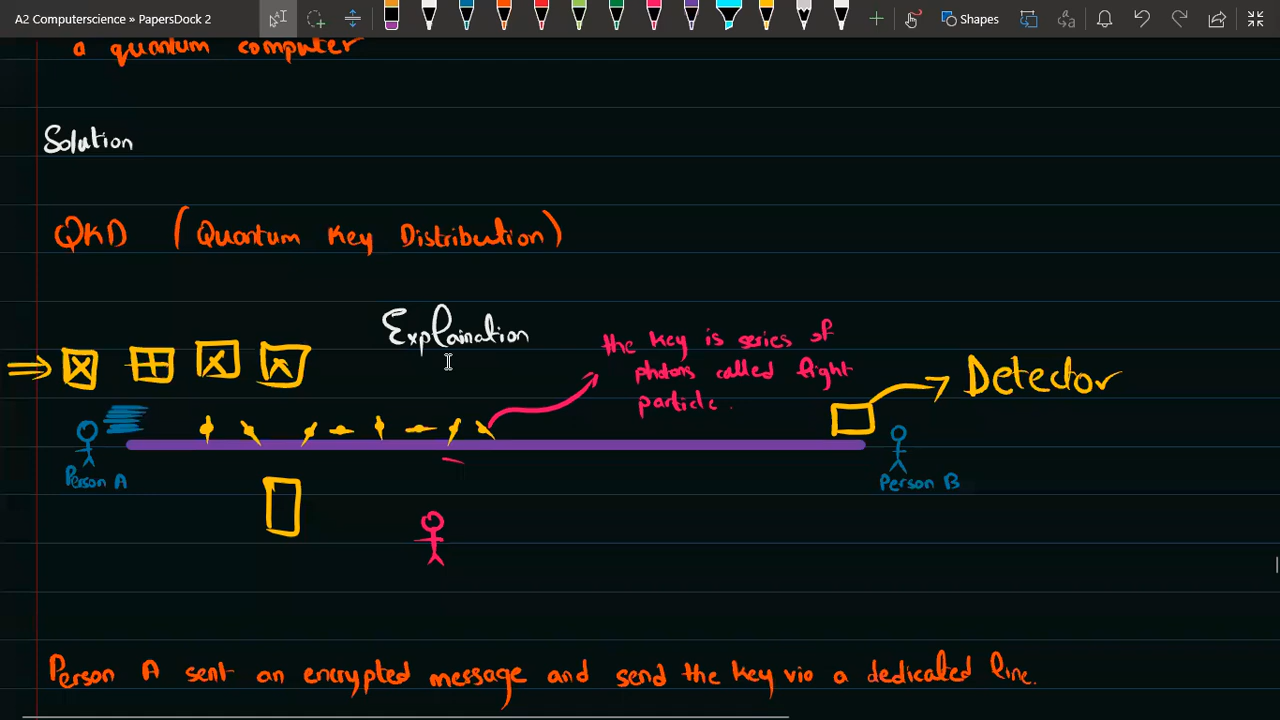 A2 Computerscience » PapersDock 2
Shapes
a quantum computer
Solution
QKD (Quantum Key Distribution)
Explaination
the key is series of
photons called flight
particle.
Detector
Person A
Person B
Person A sent an encrypted message and send the key via a dedicated line.